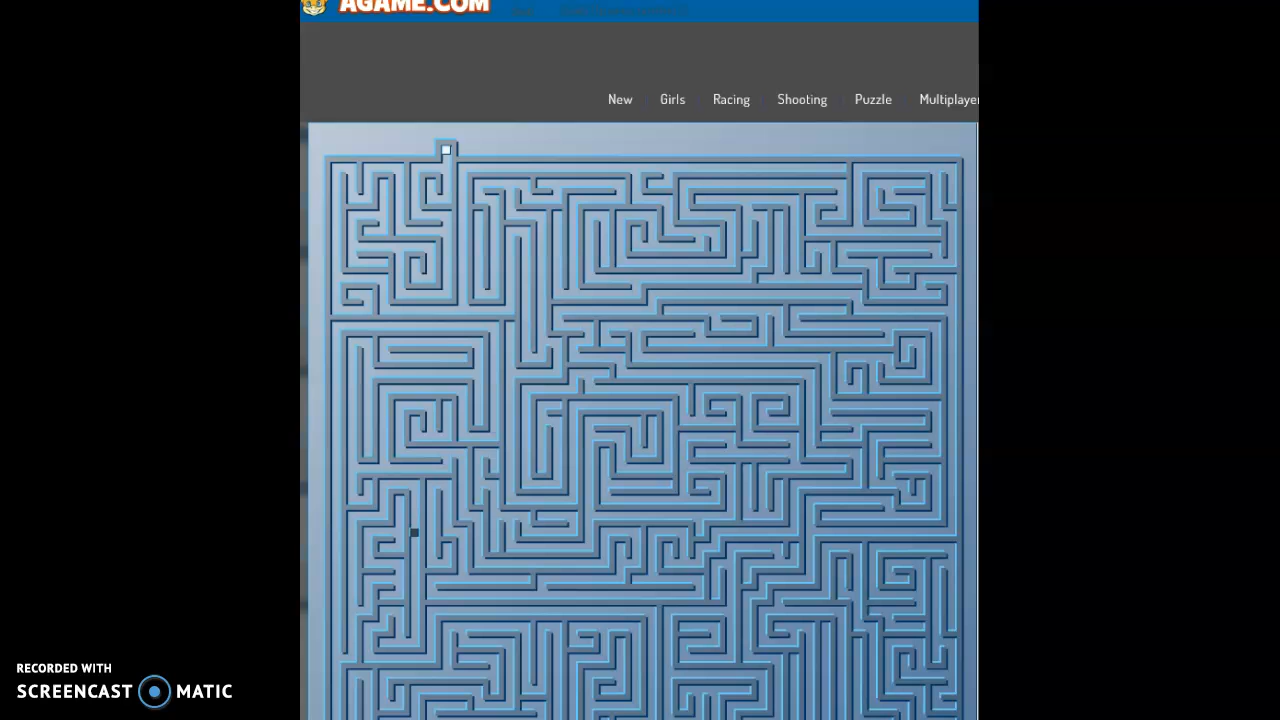 AGAME.COM
New Girls Racing Shooting Puzzle Multiplayer
RECORDED WITH
SCREENCAST MATIC